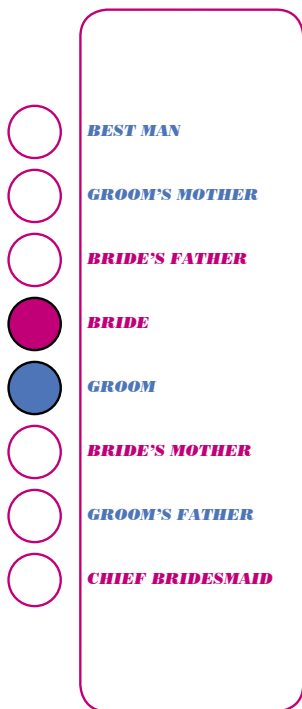 BEST MAN
GROOM’S MOTHER
BRIDE’S FATHER
BRIDE
GROOM
BRIDE’S MOTHER
GROOM’S FATHER
CHIEF BRIDESMAID